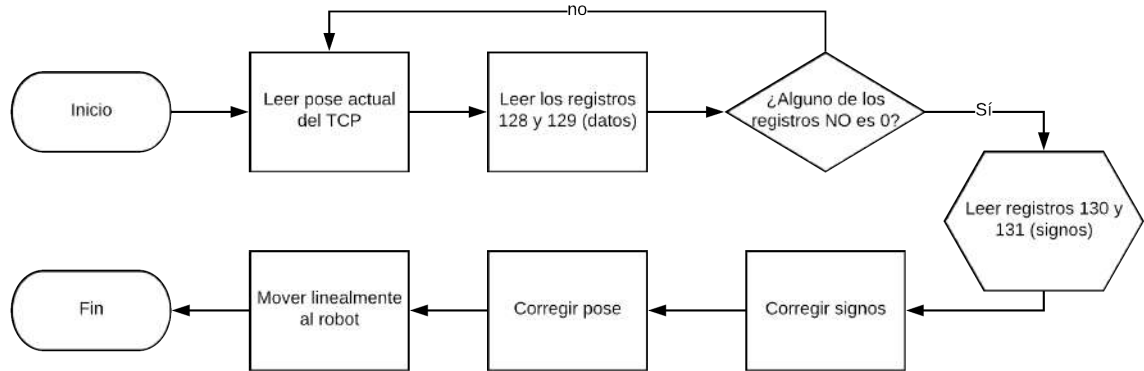 no
Inicio
Leer pose actual
del TCP
Leer los registros
128 y 129 (datos)
¿Alguno de los
registros NO es 0?
Sí
Leer registros 130 y
131 (signos)
Corregir signos
Corregir pose
Mover linealmente
al robot
Fin